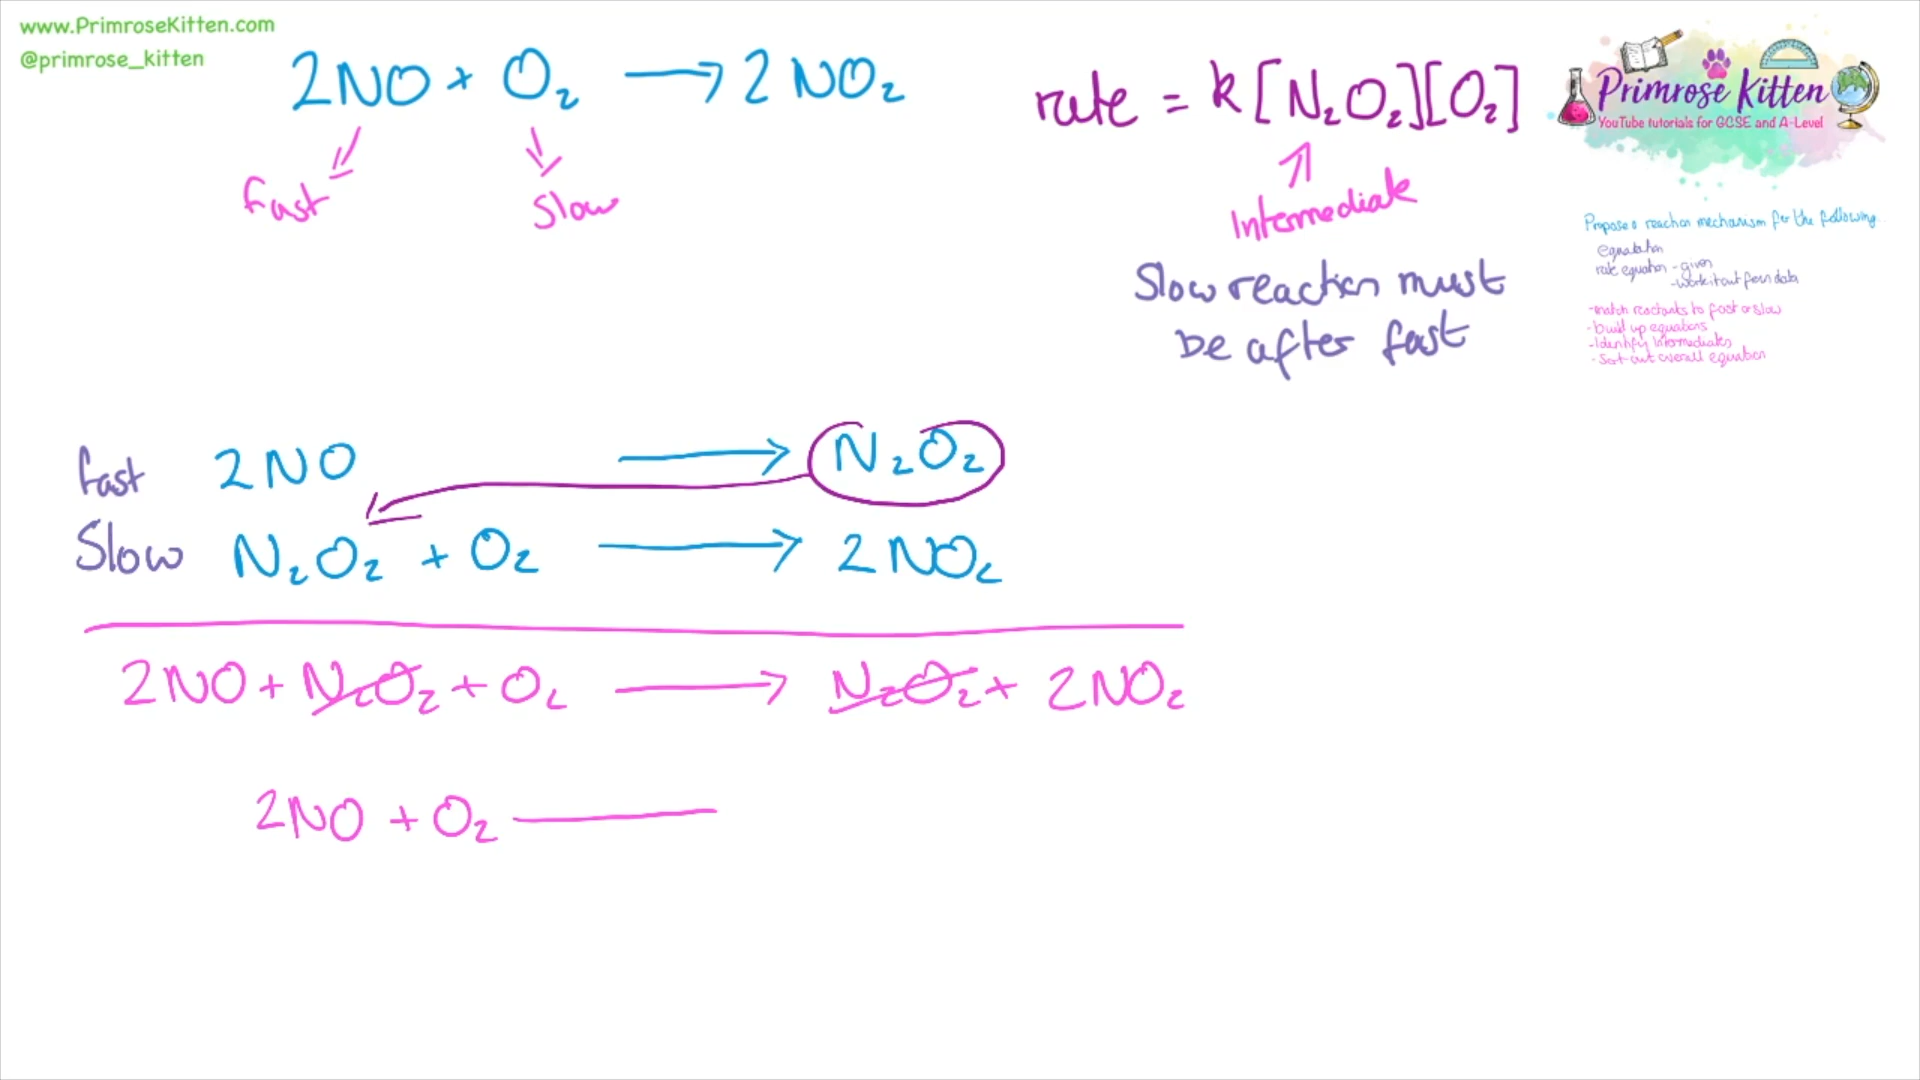 www.PrimroseKitten.com
@primrose_kitten
2NO + O₂ → 2NO₂
fast
Slow
rate = k[N₂O₂][O₂]
Intermediate
Slow reaction must
be after fast
Primrose Kitten
YouTube tutorials for GCSE and A-Level
Propose a reaction mechanism for the following
equation
rate equation - given
- work it out from data
- match reactants to fast or slow
- build up equations
- Identify Intermediates
- Sort out overall equation
fast 2NO → N₂O₂
Slow N₂O₂ + O₂ → 2NO₂
2NO + N₂O₂ + O₂ → N₂O₂ + 2NO₂
2NO + O₂ —